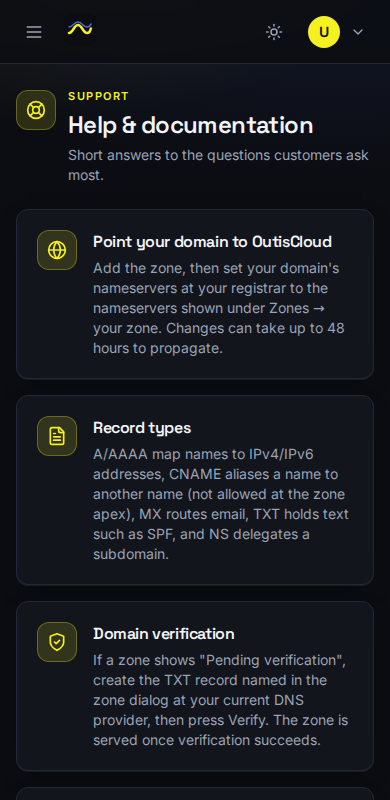 U
SUPPORT
Help & documentation
Short answers to the questions customers ask
most.
Point your domain to OutisCloud
Add the zone, then set your domain's
nameservers at your registrar to the
nameservers shown under Zones →
your zone. Changes can take up to 48
hours to propagate.
Record types
A/AAAA map names to IPv4/IPv6
addresses, CNAME aliases a name to
another name (not allowed at the zone
apex), MX routes email, TXT holds text
such as SPF, and NS delegates a
subdomain.
Domain verification
If a zone shows "Pending verification",
create the TXT record named in the
zone dialog at your current DNS
provider, then press Verify. The zone is
served once verification succeeds.